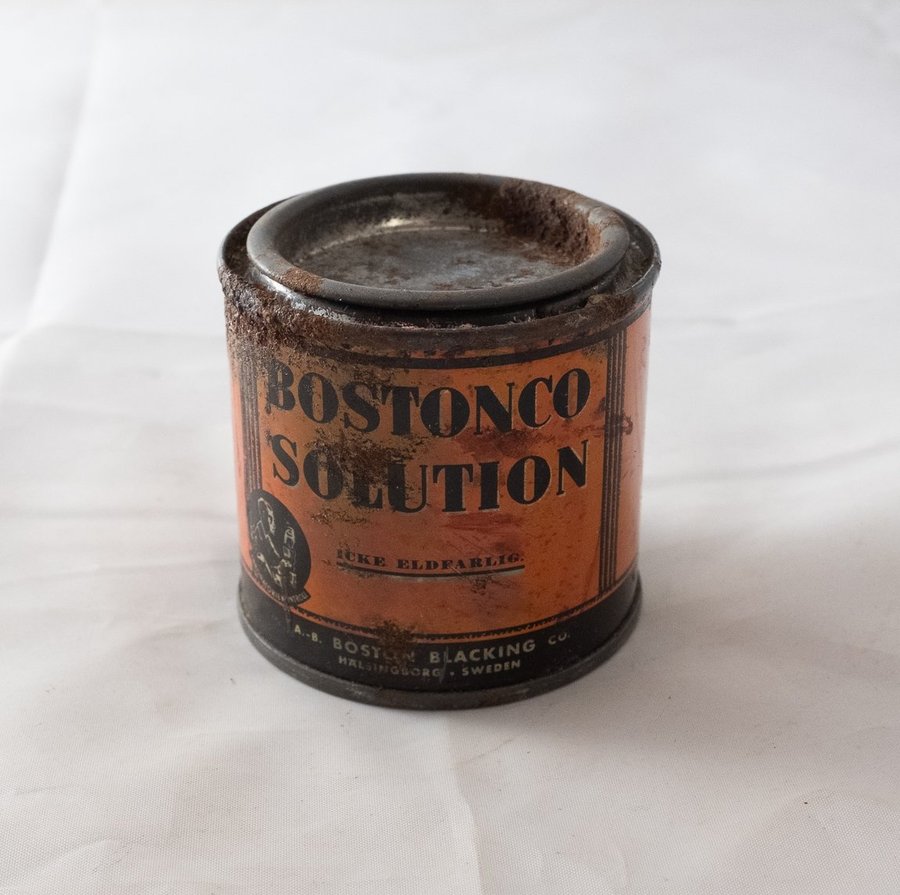 BOSTONCO
SOLUTION
ICKE ELDFARLIG.
A.-B. BOSTON BLACKING CO.
HÄLSINGBORG • SWEDEN